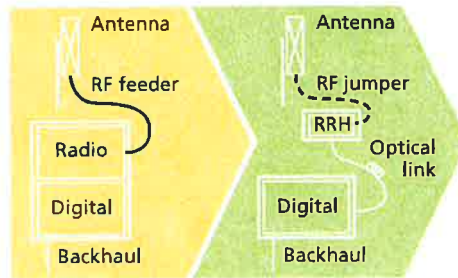 Antenna
RF feeder
Radio
Digital
Backhaul
Antenna
RF jumper
RRH
Optical
link
Digital
Backhaul